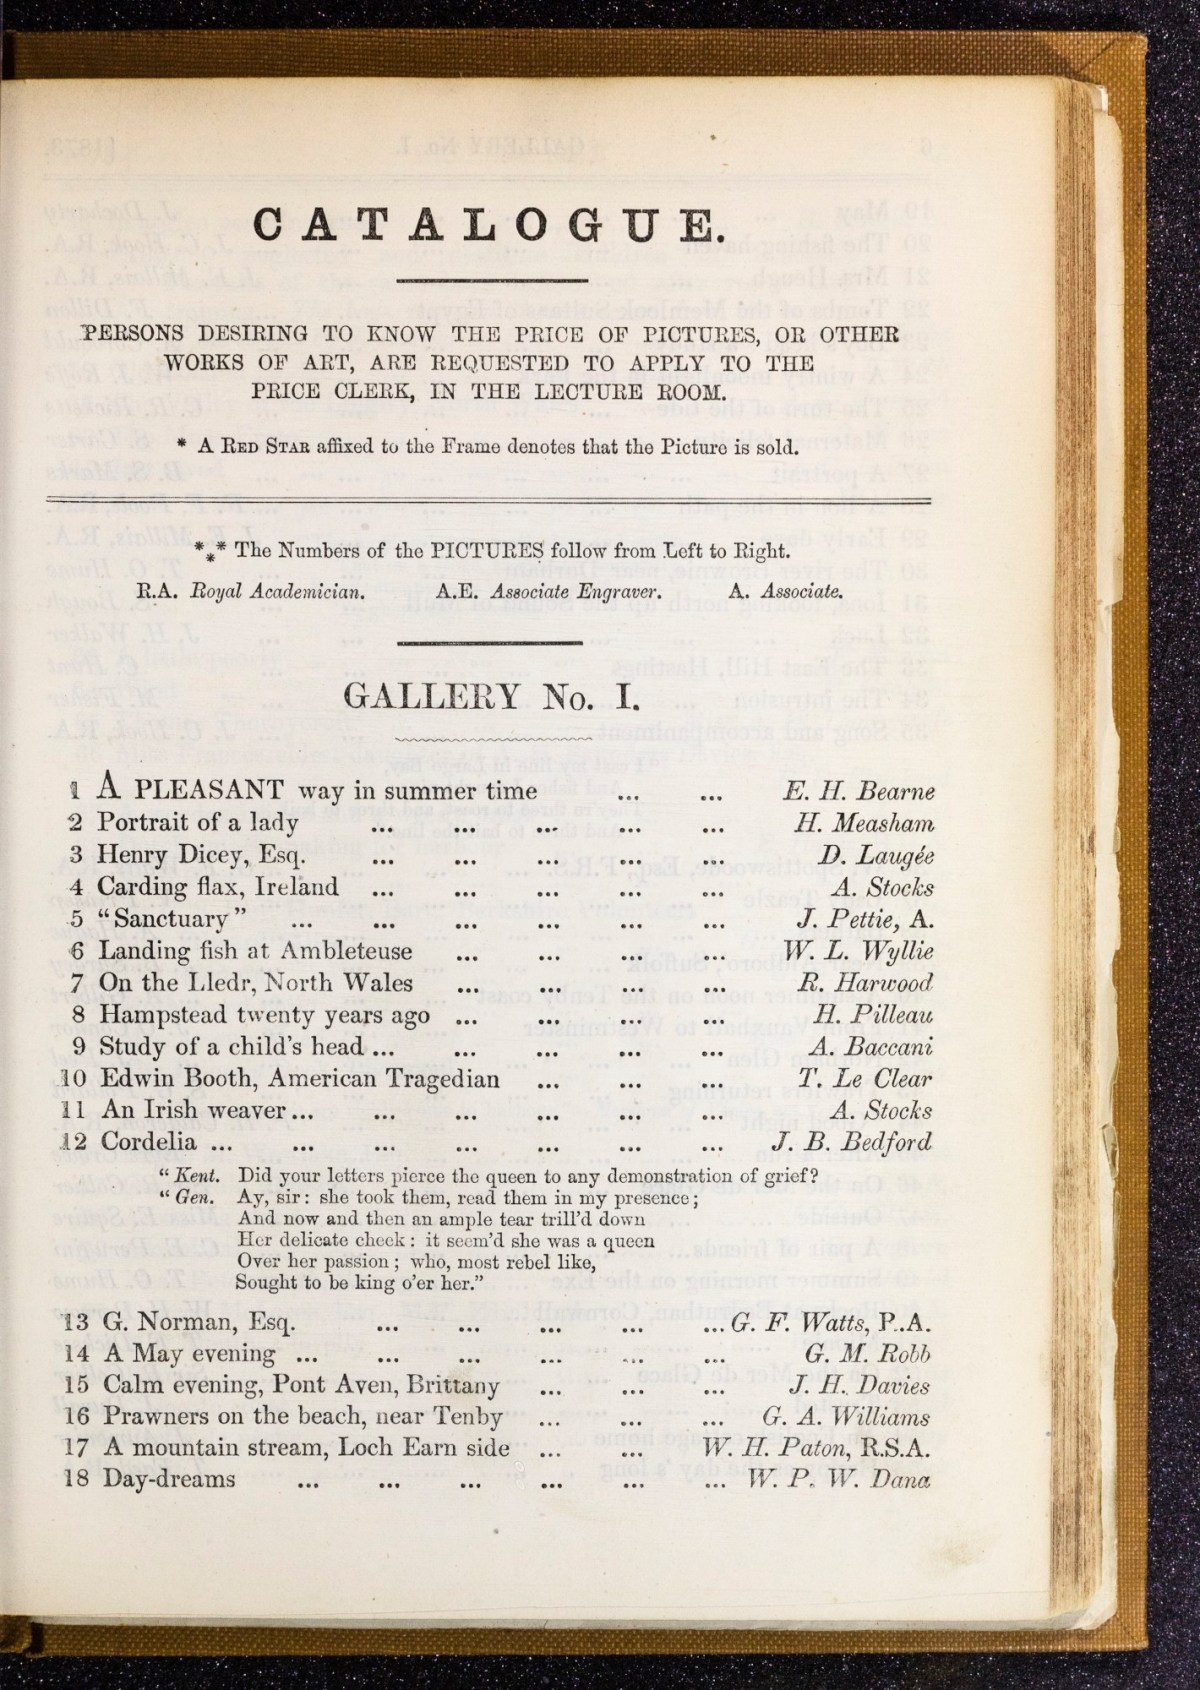 CATALOGUE.
PERSONS DESIRING TO KNOW THE PRICE OF PICTURES, OR OTHER
WORKS OF ART, ARE REQUESTED TO APPLY TO THE
PRICE CLERK, IN THE LECTURE ROOM.
* A RED STAR affixed to the Frame denotes that the Picture is sold.
*** The Numbers of the PICTURES follow from Left to Right.
R.A. Royal Academician. A.E. Associate Engraver. A. Associate.
GALLERY No. I.
1 A PLEASANT way in summer time ... ... E. H. Bearne
2 Portrait of a lady ... ... ... ... ... H. Measham
3 Henry Dicey, Esq. ... ... ... ... ... D. Laugée
4 Carding flax, Ireland ... ... ... ... ... A. Stocks
5 “Sanctuary” ... ... ... ... ... ... J. Pettie, A.
6 Landing fish at Ambleteuse ... ... ... ... W. L. Wyllie
7 On the Lledr, North Wales ... ... ... ... R. Harwood
8 Hampstead twenty years ago ... ... ... ... H. Pilleau
9 Study of a child's head ... ... ... ... ... A. Baccani
10 Edwin Booth, American Tragedian ... ... ... T. Le Clear
11 An Irish weaver ... ... ... ... ... ... A. Stocks
12 Cordelia ... ... ... ... ... ... ... J. B. Bedford
“Kent. Did your letters pierce the queen to any demonstration of grief?
“Gen. Ay, sir: she took them, read them in my presence;
And now and then an ample tear trill'd down
Her delicate cheek: it seem'd she was a queen
Over her passion; who, most rebel like,
Sought to be king o'er her.”
13 G. Norman, Esq. ... ... ... ... ... G. F. Watts, P..A.
14 A May evening ... ... ... ... ... ... G. M. Robb
15 Calm evening, Pont Aven, Brittany ... ... ... J. H. Davies
16 Prawners on the beach, near Tenby ... ... ... G. A. Williams
17 A mountain stream, Loch Earn side ... ... W. H. Paton, R.S.A.
18 Day-dreams ... ... ... ... ... ... W. P. W. Dana